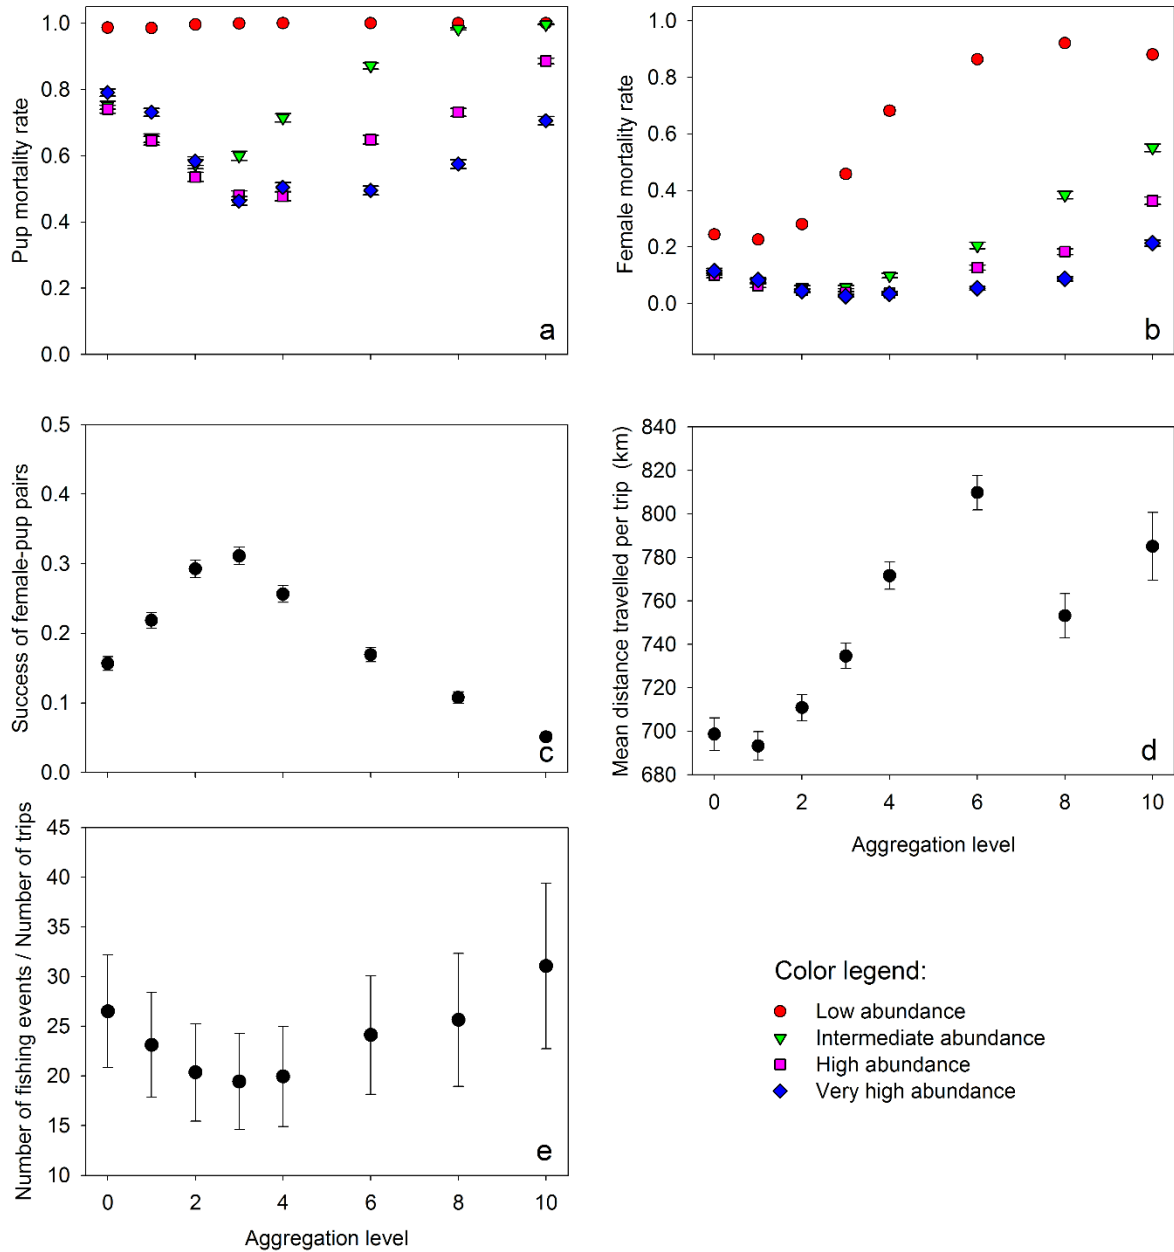 Pup mortality rate
1.0
0.8
0.6
0.4
0.2
0.0
a
Female mortality rate
1.0
0.8
0.6
0.4
0.2
0.0
b
Success of female-pup pairs
0.5
0.4
0.3
0.2
0.1
0.0
c
Mean distance travelled per trip (km)
840
820
800
780
760
740
720
700
680
d
0 2 4 6 8 10
Aggregation level
Number of fishing events / Number of trips
45
40
35
30
25
20
15
10
e
0 2 4 6 8 10
Aggregation level
Color legend:
Low abundance
Intermediate abundance
High abundance
Very high abundance